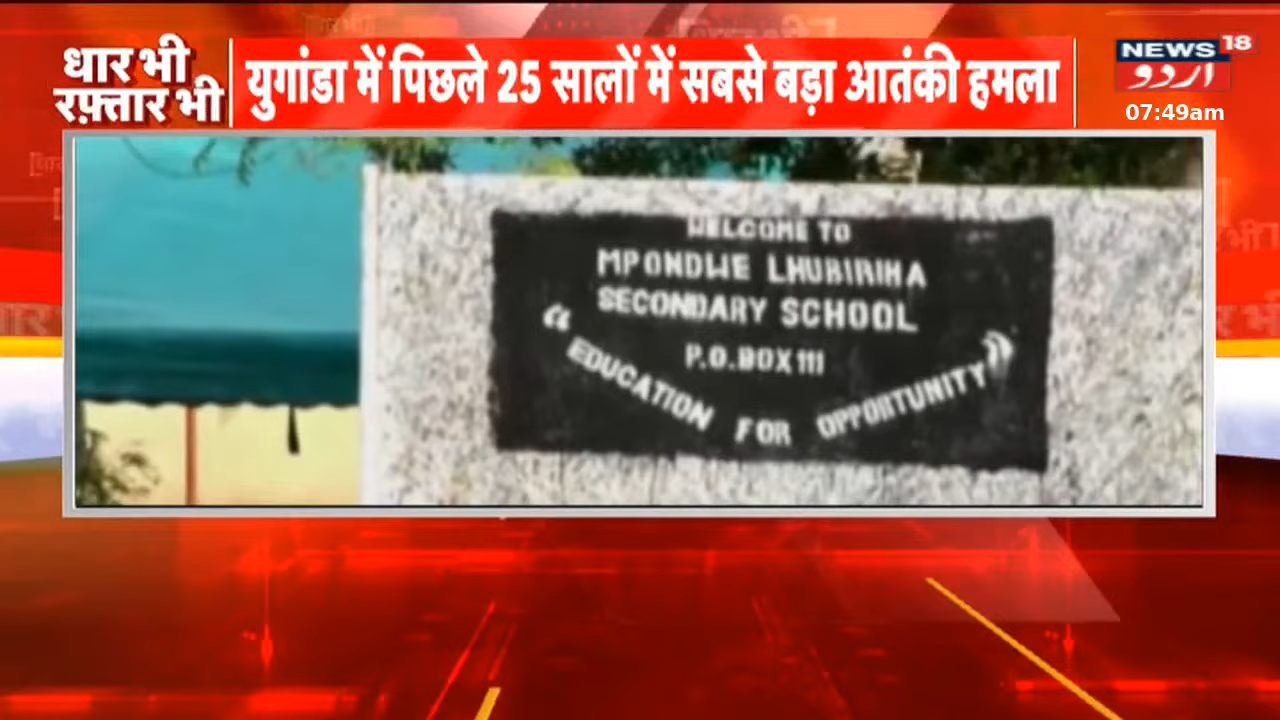 धार भी
रफ़्तार भी
युगांडा में पिछले 25 सालों में सबसे बड़ा आतंकी हमला
NEWS 18
اردو
07:49am
WELCOME TO
MPONDWE LHUBIRIHA
SECONDARY SCHOOL
P.O.BOX 111
“EDUCATION FOR OPPORTUNITY”